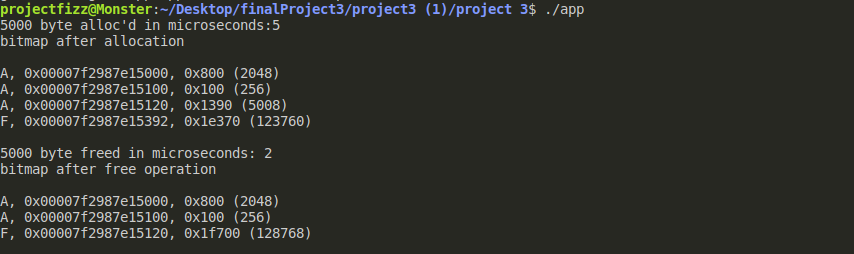 projectfizz@Monster:~/Desktop/finalProject3/project3 (1)/project 3$ ./app
5000 byte alloc'd in microseconds:5
bitmap after allocation
A, 0x00007f2987e15000, 0x800 (2048)
A, 0x00007f2987e15100, 0x100 (256)
A, 0x00007f2987e15120, 0x1390 (5008)
F, 0x00007f2987e15392, 0x1e370 (123760)
5000 byte freed in microseconds: 2
bitmap after free operation
A, 0x00007f2987e15000, 0x800 (2048)
A, 0x00007f2987e15100, 0x100 (256)
F, 0x00007f2987e15120, 0x1f700 (128768)